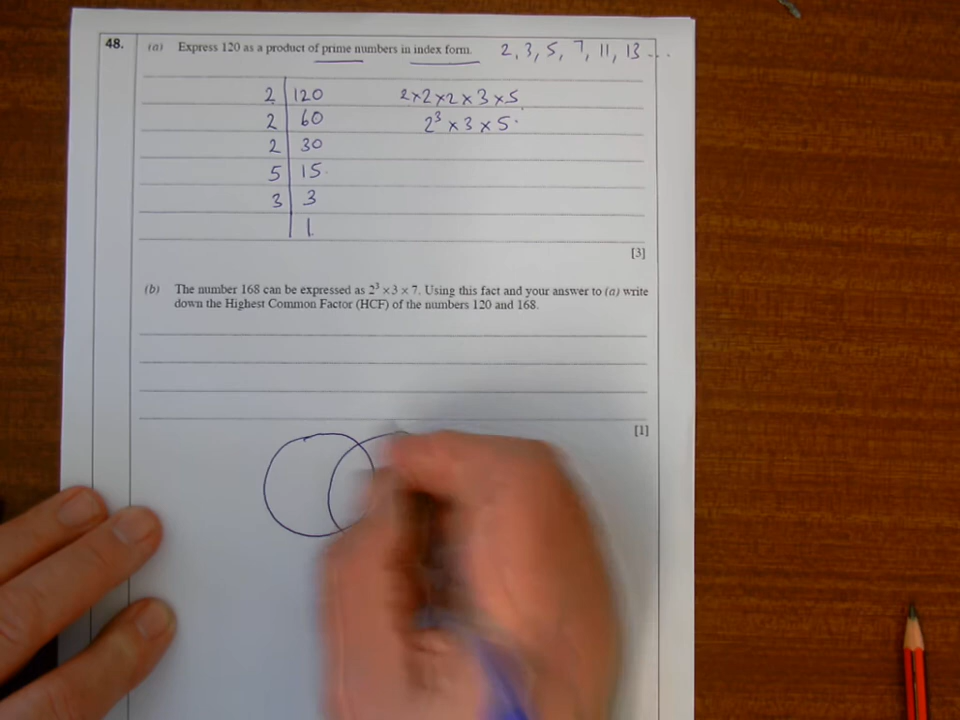 48. (a) Express 120 as a product of prime numbers in index form. 2, 3, 5, 7, 11, 13 ...
2 | 120 2×2×2×3×5
2 | 60 2³ × 3 × 5.
2 | 30
5 | 15.
3 | 3
| 1.
[3]
(b) The number 168 can be expressed as 2³ × 3 × 7. Using this fact and your answer to (a) write
down the Highest Common Factor (HCF) of the numbers 120 and 168.
[1]